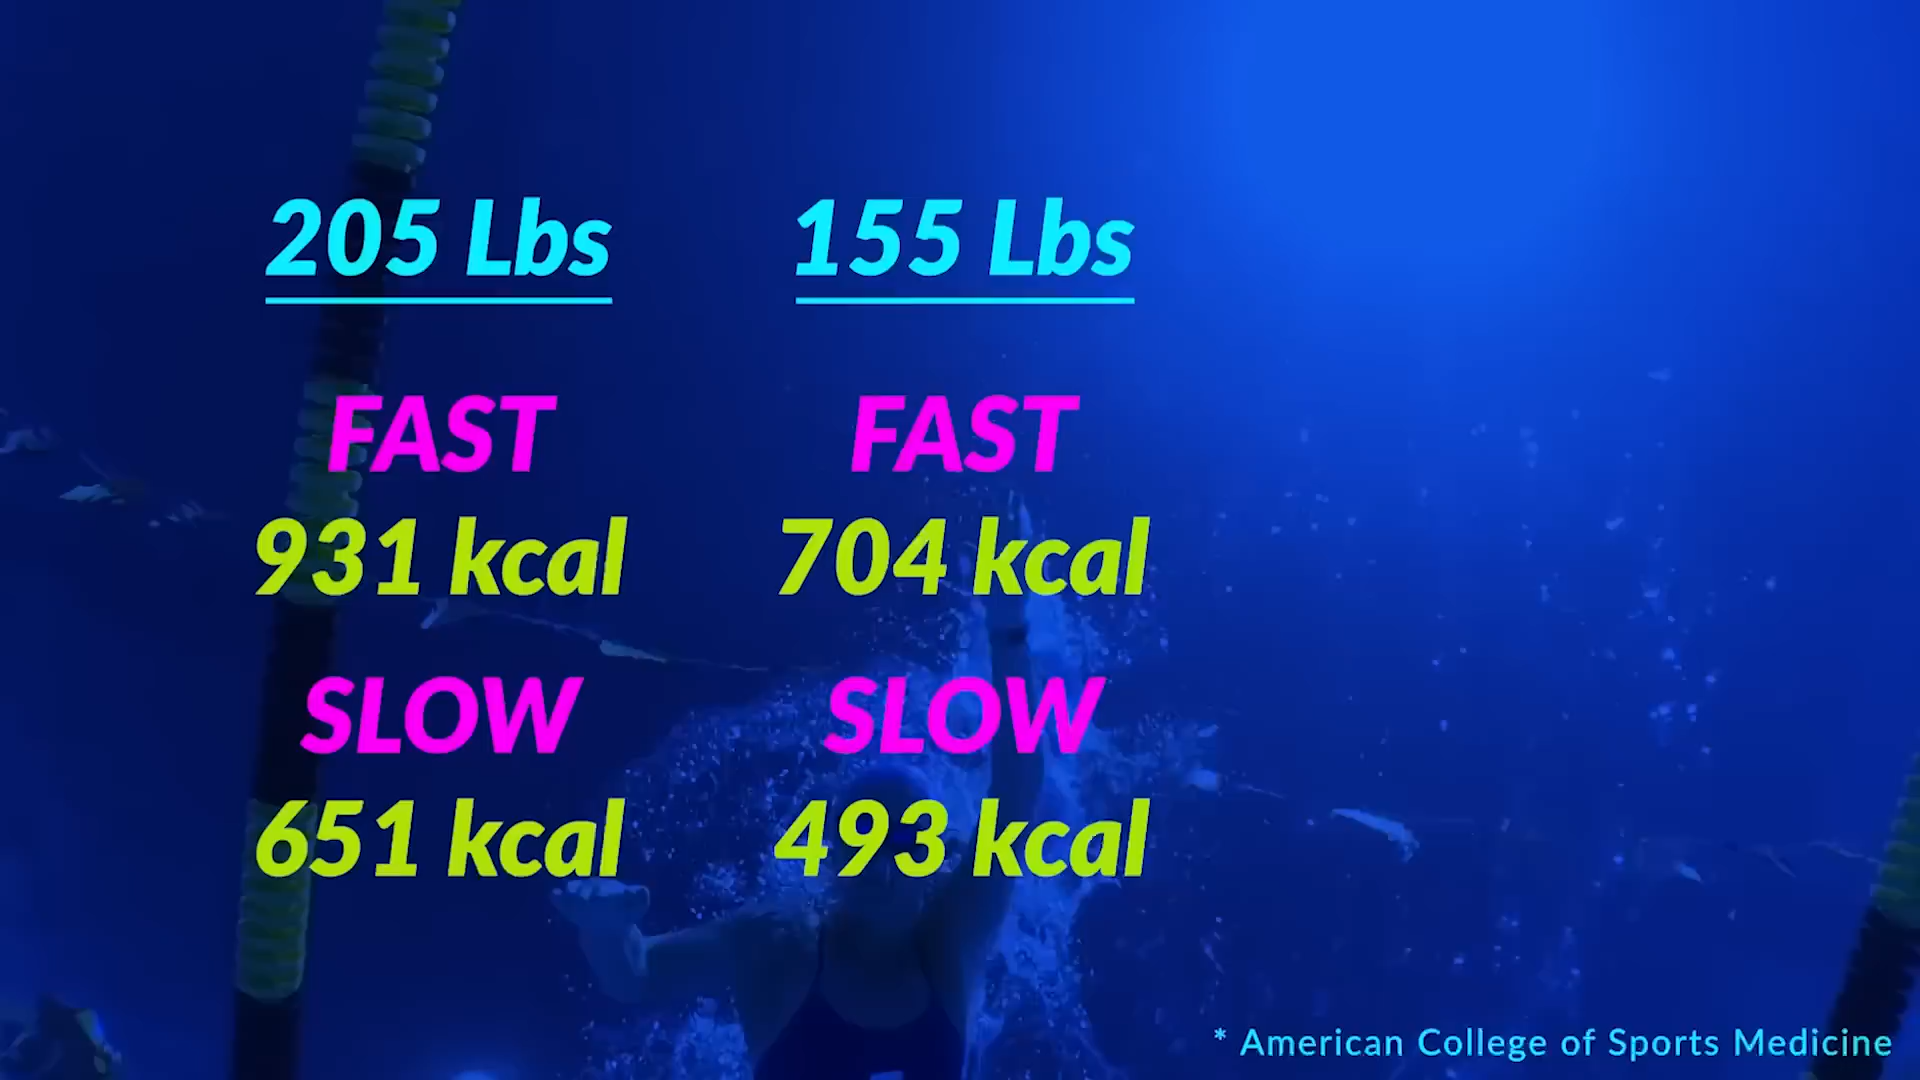 205 Lbs
FAST
931 kcal
SLOW
651 kcal
155 Lbs
FAST
704 kcal
SLOW
493 kcal
* American College of Sports Medicine